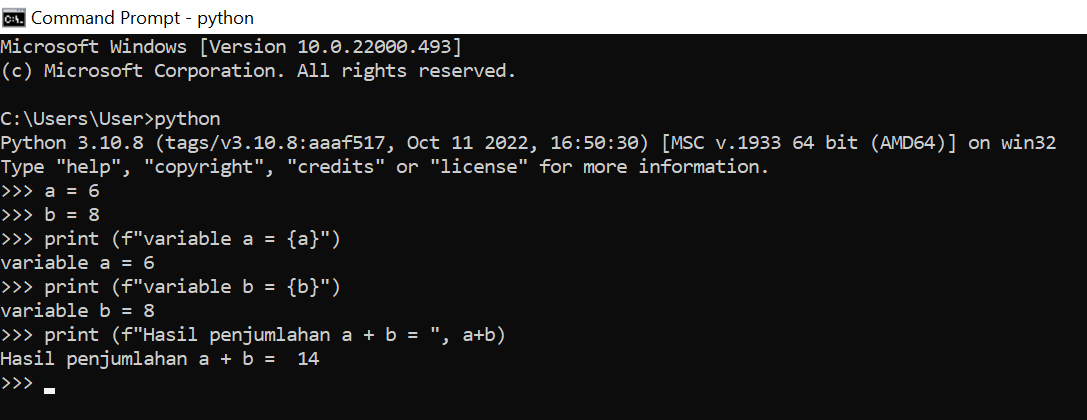 Command Prompt - python
Microsoft Windows [Version 10.0.22000.493]
(c) Microsoft Corporation. All rights reserved.
C:\Users\User>python
Python 3.10.8 (tags/v3.10.8:aaaf517, Oct 11 2022, 16:50:30) [MSC v.1933 64 bit (AMD64)] on win32
Type "help", "copyright", "credits" or "license" for more information.
>>> a = 6
>>> b = 8
>>> print (f"variable a = {a}")
variable a = 6
>>> print (f"variable b = {b}")
variable b = 8
>>> print (f"Hasil penjumlahan a + b = ", a+b)
Hasil penjumlahan a + b =  14
>>>